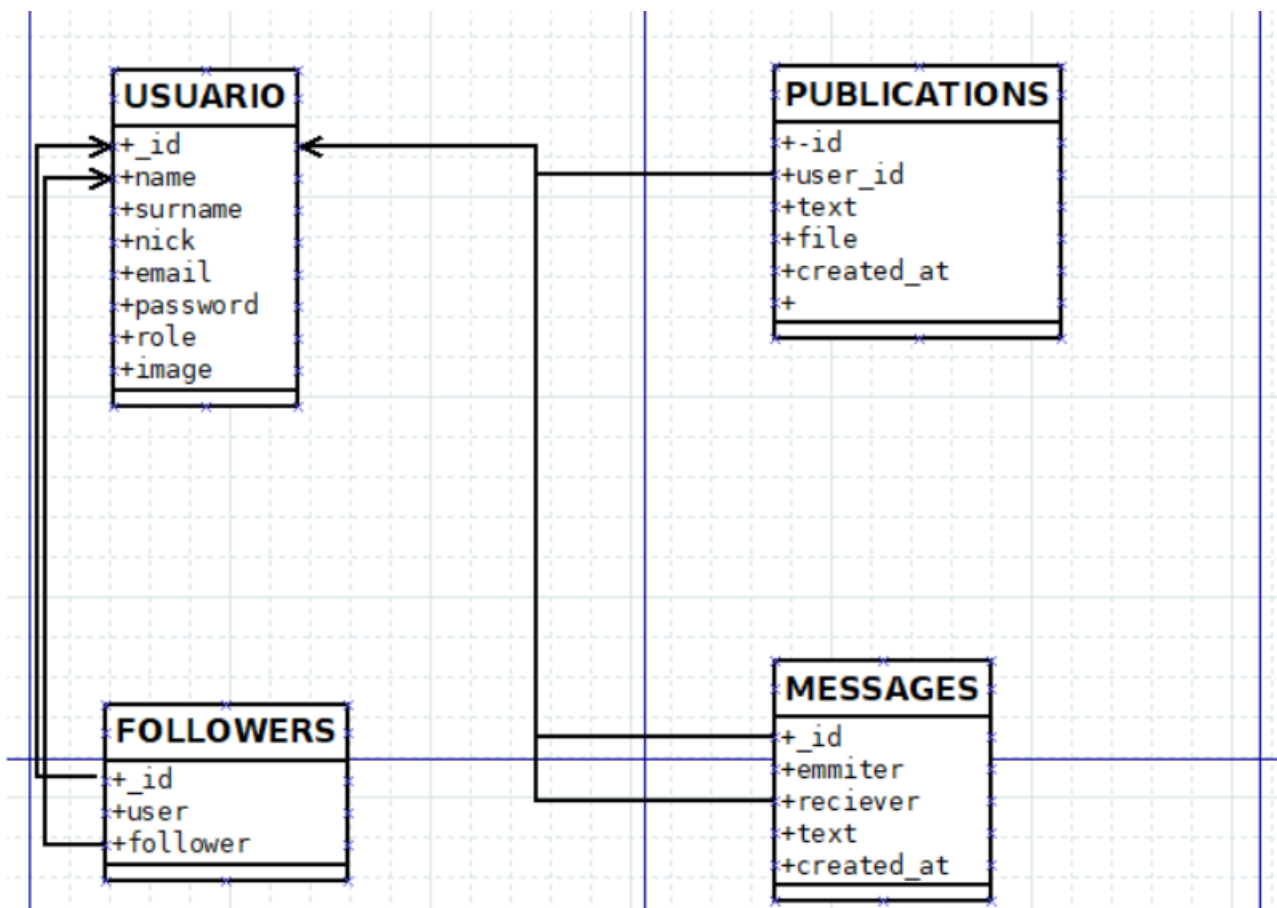 USUARIO
+_id
+name
+surname
+nick
+email
+password
+role
+image
PUBLICATIONS
+-id
+user_id
+text
+file
+created_at
+
FOLLOWERS
+_id
+user
+follower
MESSAGES
+_id
+emmiter
+reciever
+text
+created_at